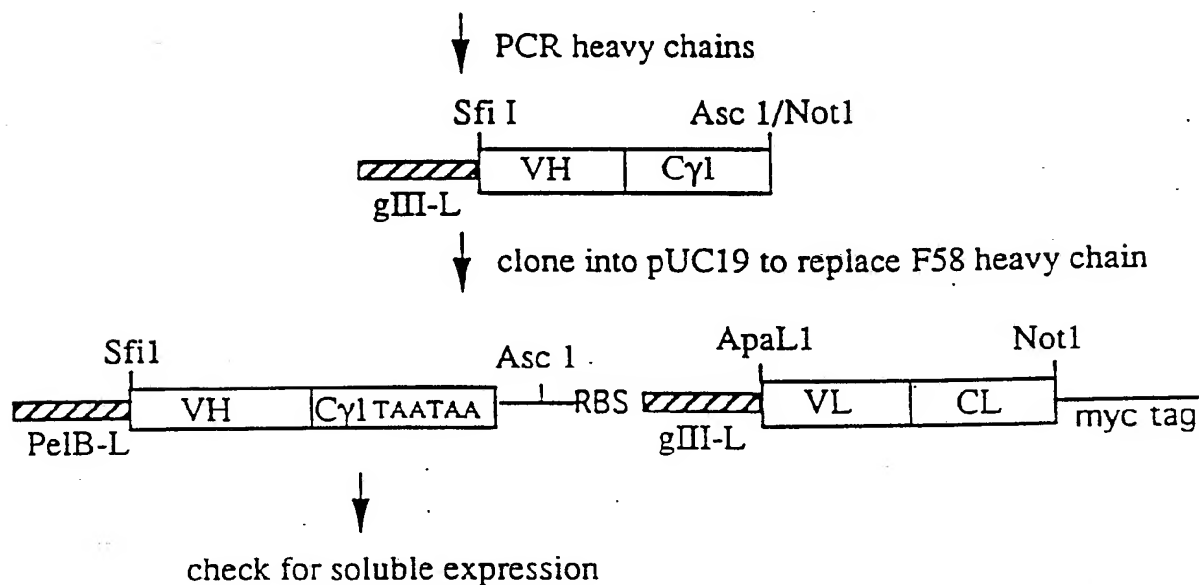 PCR heavy chains
Sfi I Asc 1/Not1
VH Cγ1
gIII-L
clone into pUC19 to replace F58 heavy chain
Sfi1 Asc 1 ApaL1 Not1
VH Cγ1 TAATAA RBS VL CL
PelB-L gIII-L myc tag
check for soluble expression